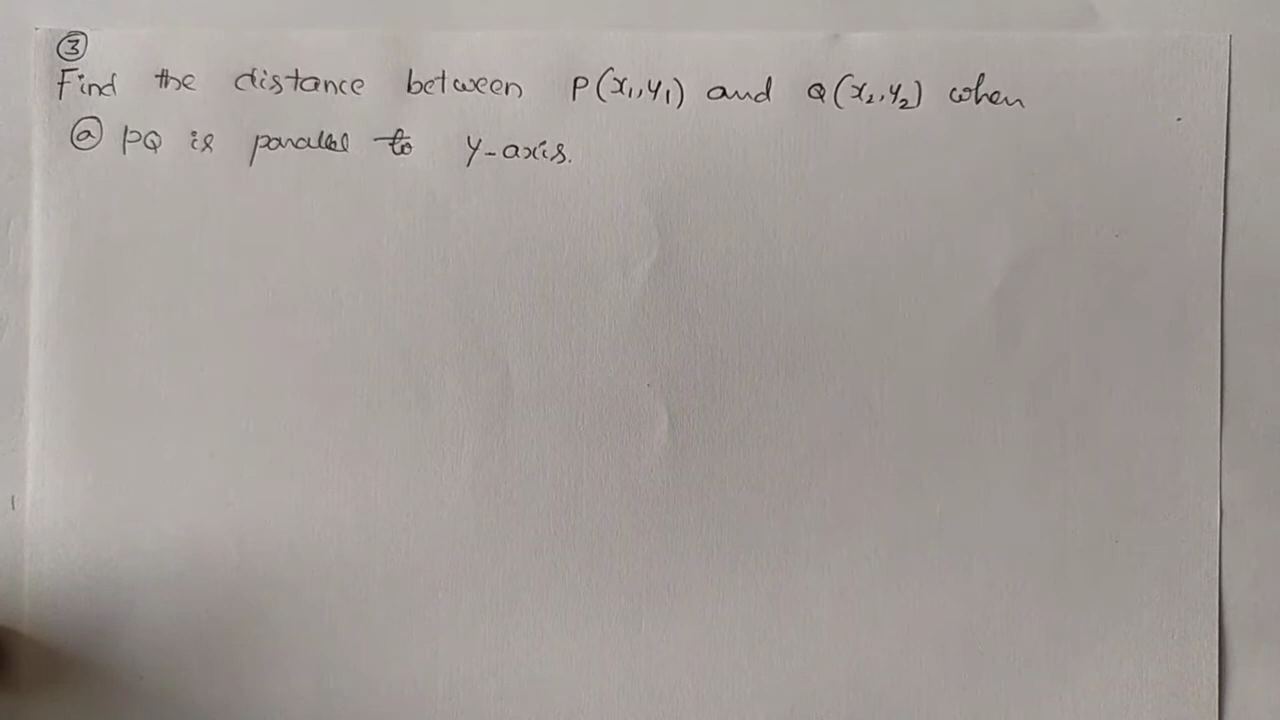 ③
Find the distance between P(x₁,y₁) and Q(x₂,y₂) when
ⓐ PQ is parallel to y-axis.